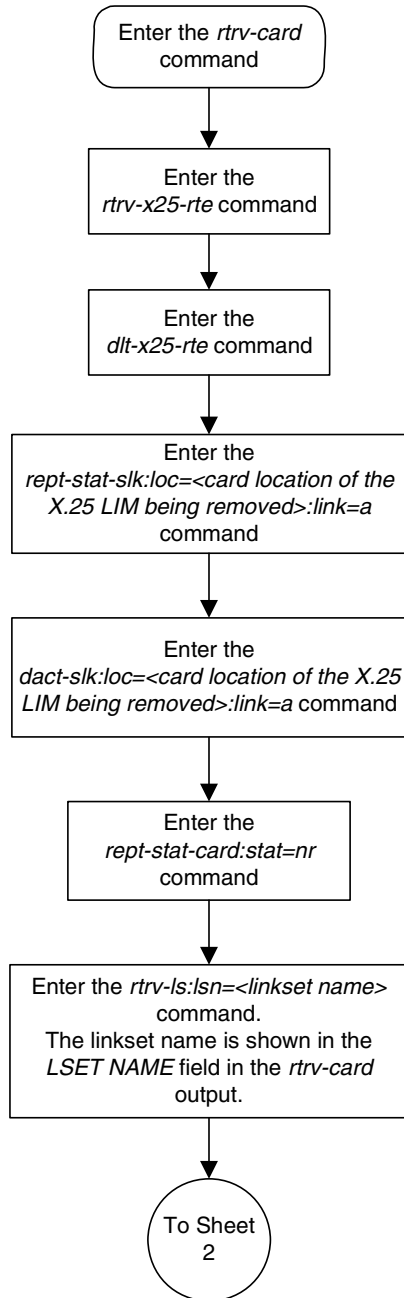 Enter the rtrv-card
command
Enter the
rtrv-x25-rte command
Enter the
dlt-x25-rte command
Enter the
rept-stat-slk:loc=<card location of the
X.25 LIM being removed>:link=a
command
Enter the
dact-slk:loc=<card location of the X.25
LIM being removed>:link=a command
Enter the
rept-stat-card:stat=nr
command
Enter the rtrv-ls:lsn=<linkset name>
command.
The linkset name is shown in the
LSET NAME field in the rtrv-card
output.
To Sheet
2